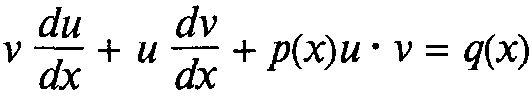 v du/dx + u dv/dx + p(x)u · v = q(x)